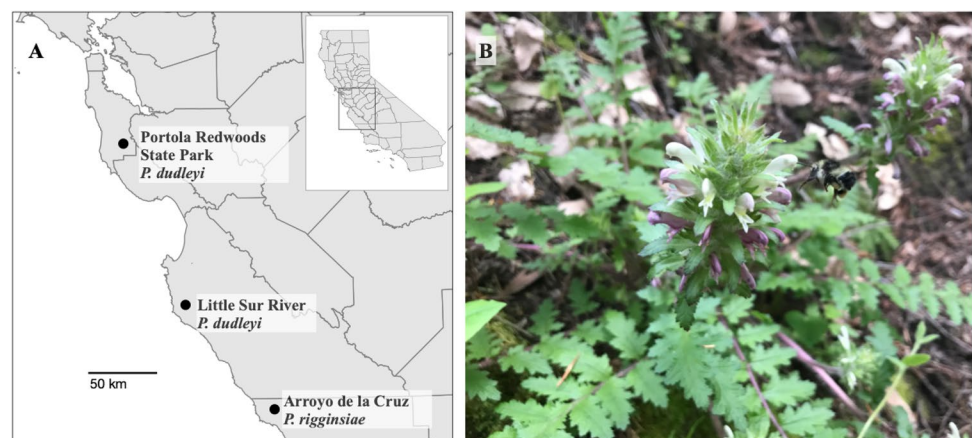 A
Portola Redwoods
State Park
P. dudleyi
Little Sur River
P. dudleyi
50 km
Arroyo de la Cruz
P. rigginsiae
B